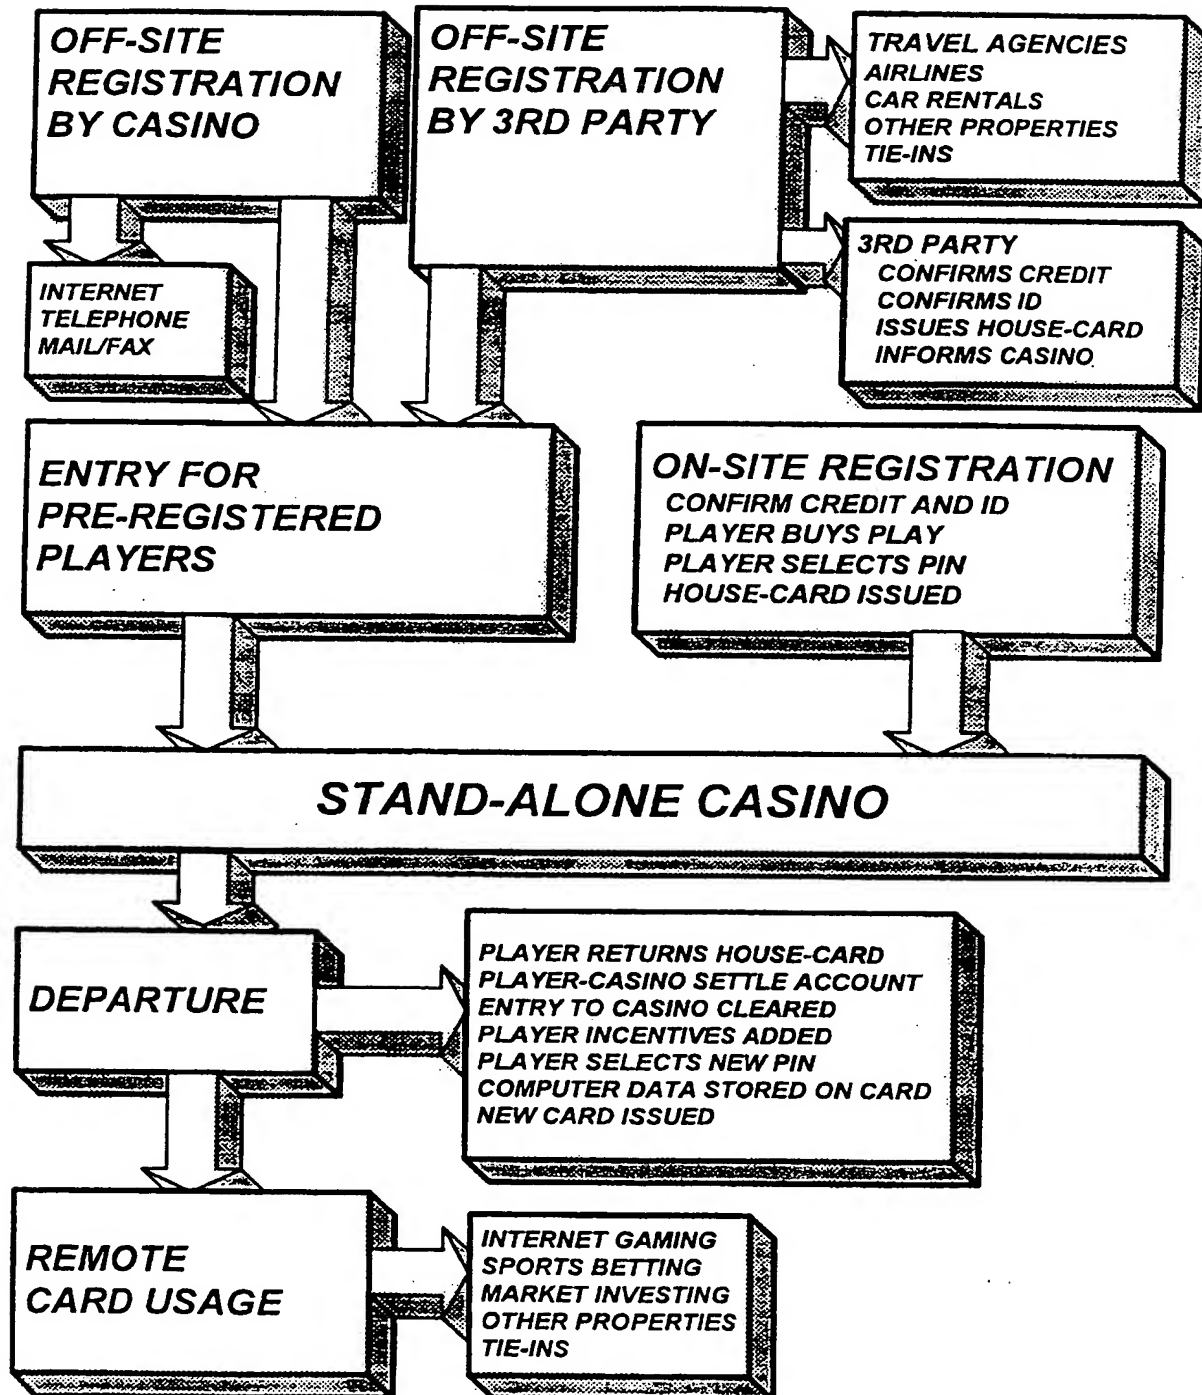 OFF-SITE
REGISTRATION
BY CASINO
OFF-SITE
REGISTRATION
BY 3RD PARTY
TRAVEL AGENCIES
AIRLINES
CAR RENTALS
OTHER PROPERTIES
TIE-INS
INTERNET
TELEPHONE
MAIL/FAX
3RD PARTY
CONFIRMS CREDIT
CONFIRMS ID
ISSUES HOUSE-CARD
INFORMS CASINO
ENTRY FOR
PRE-REGISTERED
PLAYERS
ON-SITE REGISTRATION
CONFIRM CREDIT AND ID
PLAYER BUYS PLAY
PLAYER SELECTS PIN
HOUSE-CARD ISSUED
STAND-ALONE CASINO
DEPARTURE
PLAYER RETURNS HOUSE-CARD
PLAYER-CASINO SETTLE ACCOUNT
ENTRY TO CASINO CLEARED
PLAYER INCENTIVES ADDED
PLAYER SELECTS NEW PIN
COMPUTER DATA STORED ON CARD
NEW CARD ISSUED
REMOTE
CARD USAGE
INTERNET GAMING
SPORTS BETTING
MARKET INVESTING
OTHER PROPERTIES
TIE-INS